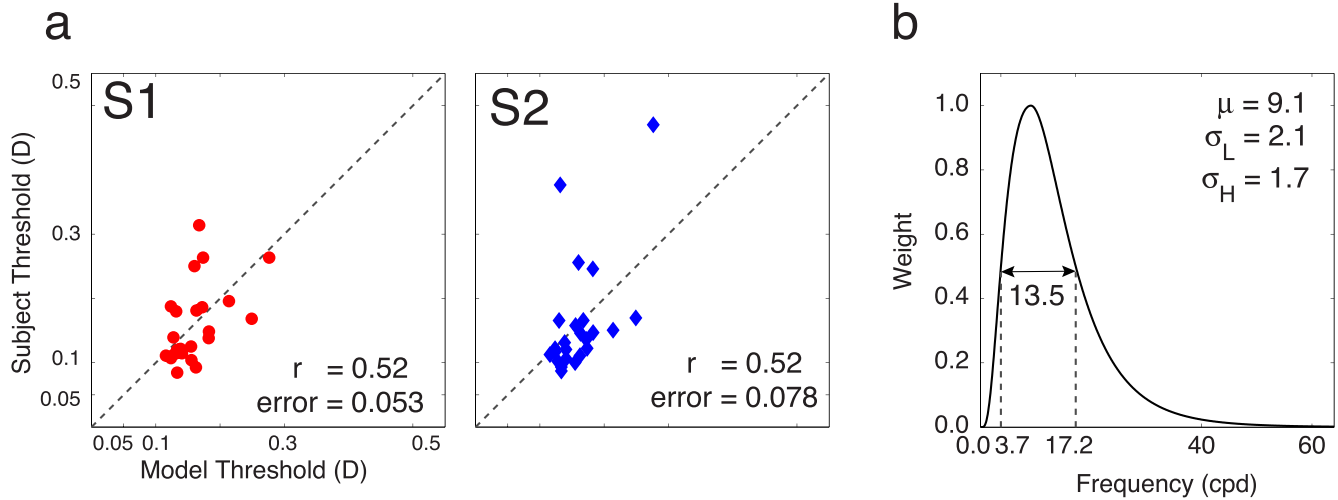 a
b
S1
S2
0.5
0.3
0.1
0.05
Subject Threshold (D)
r = 0.52
error = 0.053
r = 0.52
error = 0.078
0.05 0.1 0.3 0.5
Model Threshold (D)
μ = 9.1
σL = 2.1
σH = 1.7
1.0
0.8
0.6
0.4
0.2
0.0
Weight
13.5
0.0 3.7 17.2 40 60
Frequency (cpd)